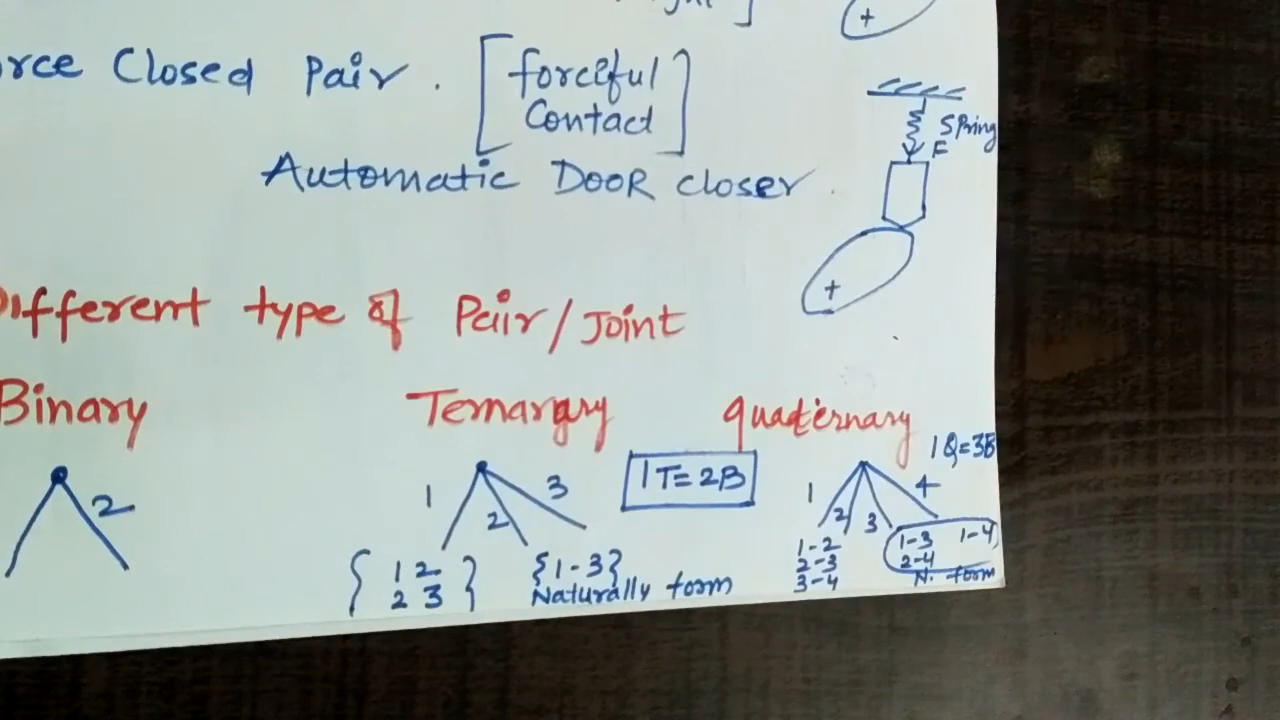 rce Closed Pair . [forceful
Contact]
Spring
F
Automatic Door closer .
+
Different type of Pair/Joint
Binary
Ternary
quaternary
1Q=3B
2
1 2 3
1T=2B
1 2 3 4
{1 2
2 3}
{1-3}
Naturally form
1-2
2-3
3-4
1-3 1-4
2-4
N. form